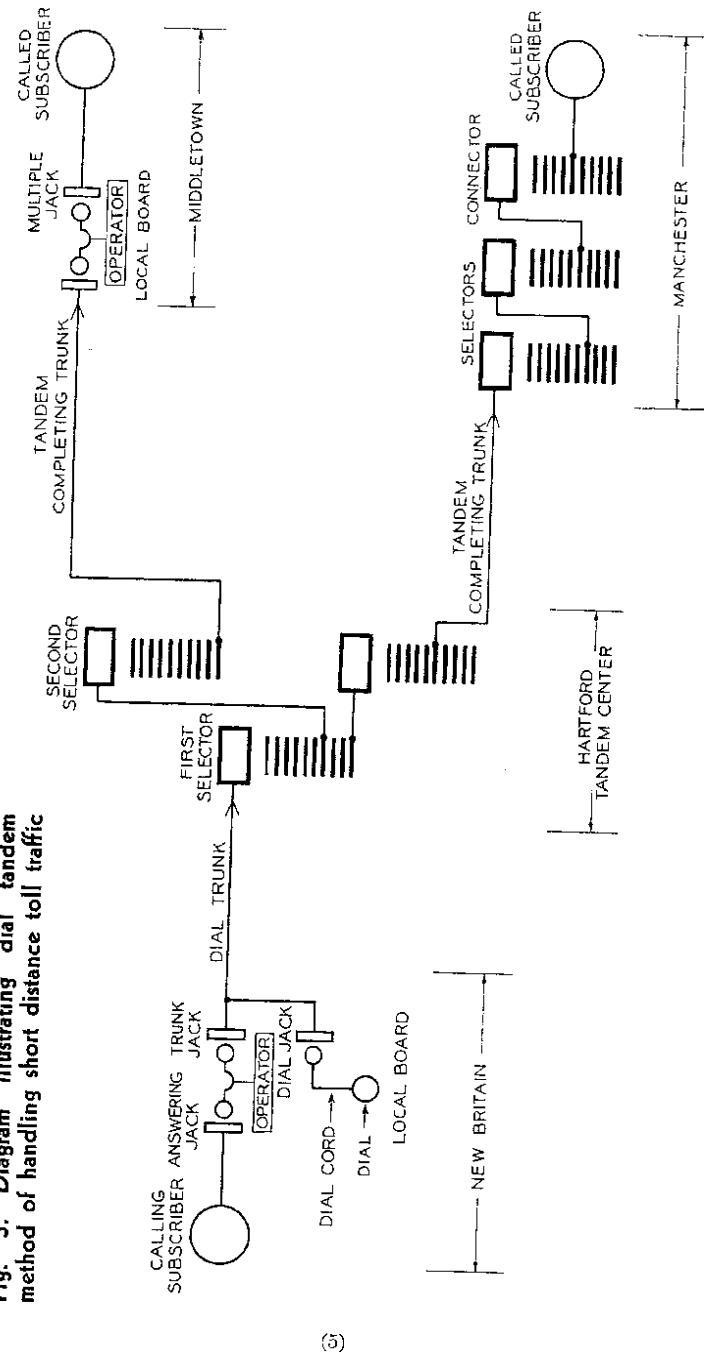 Fig. 3. Diagram illustrating dial tandem
method of handling short distance toll traffic
CALLING
SUBSCRIBER
ANSWERING
JACK
TRUNK
JACK
OPERATOR
DIAL JACK
DIAL CORD
DIAL
LOCAL BOARD
NEW BRITAIN
DIAL TRUNK
FIRST
SELECTOR
SECOND
SELECTOR
HARTFORD
TANDEM CENTER
TANDEM
COMPLETING TRUNK
MULTIPLE
JACK
OPERATOR
LOCAL BOARD
CALLED
SUBSCRIBER
MIDDLETOWN
TANDEM
COMPLETING TRUNK
SELECTORS
CONNECTOR
CALLED
SUBSCRIBER
MANCHESTER